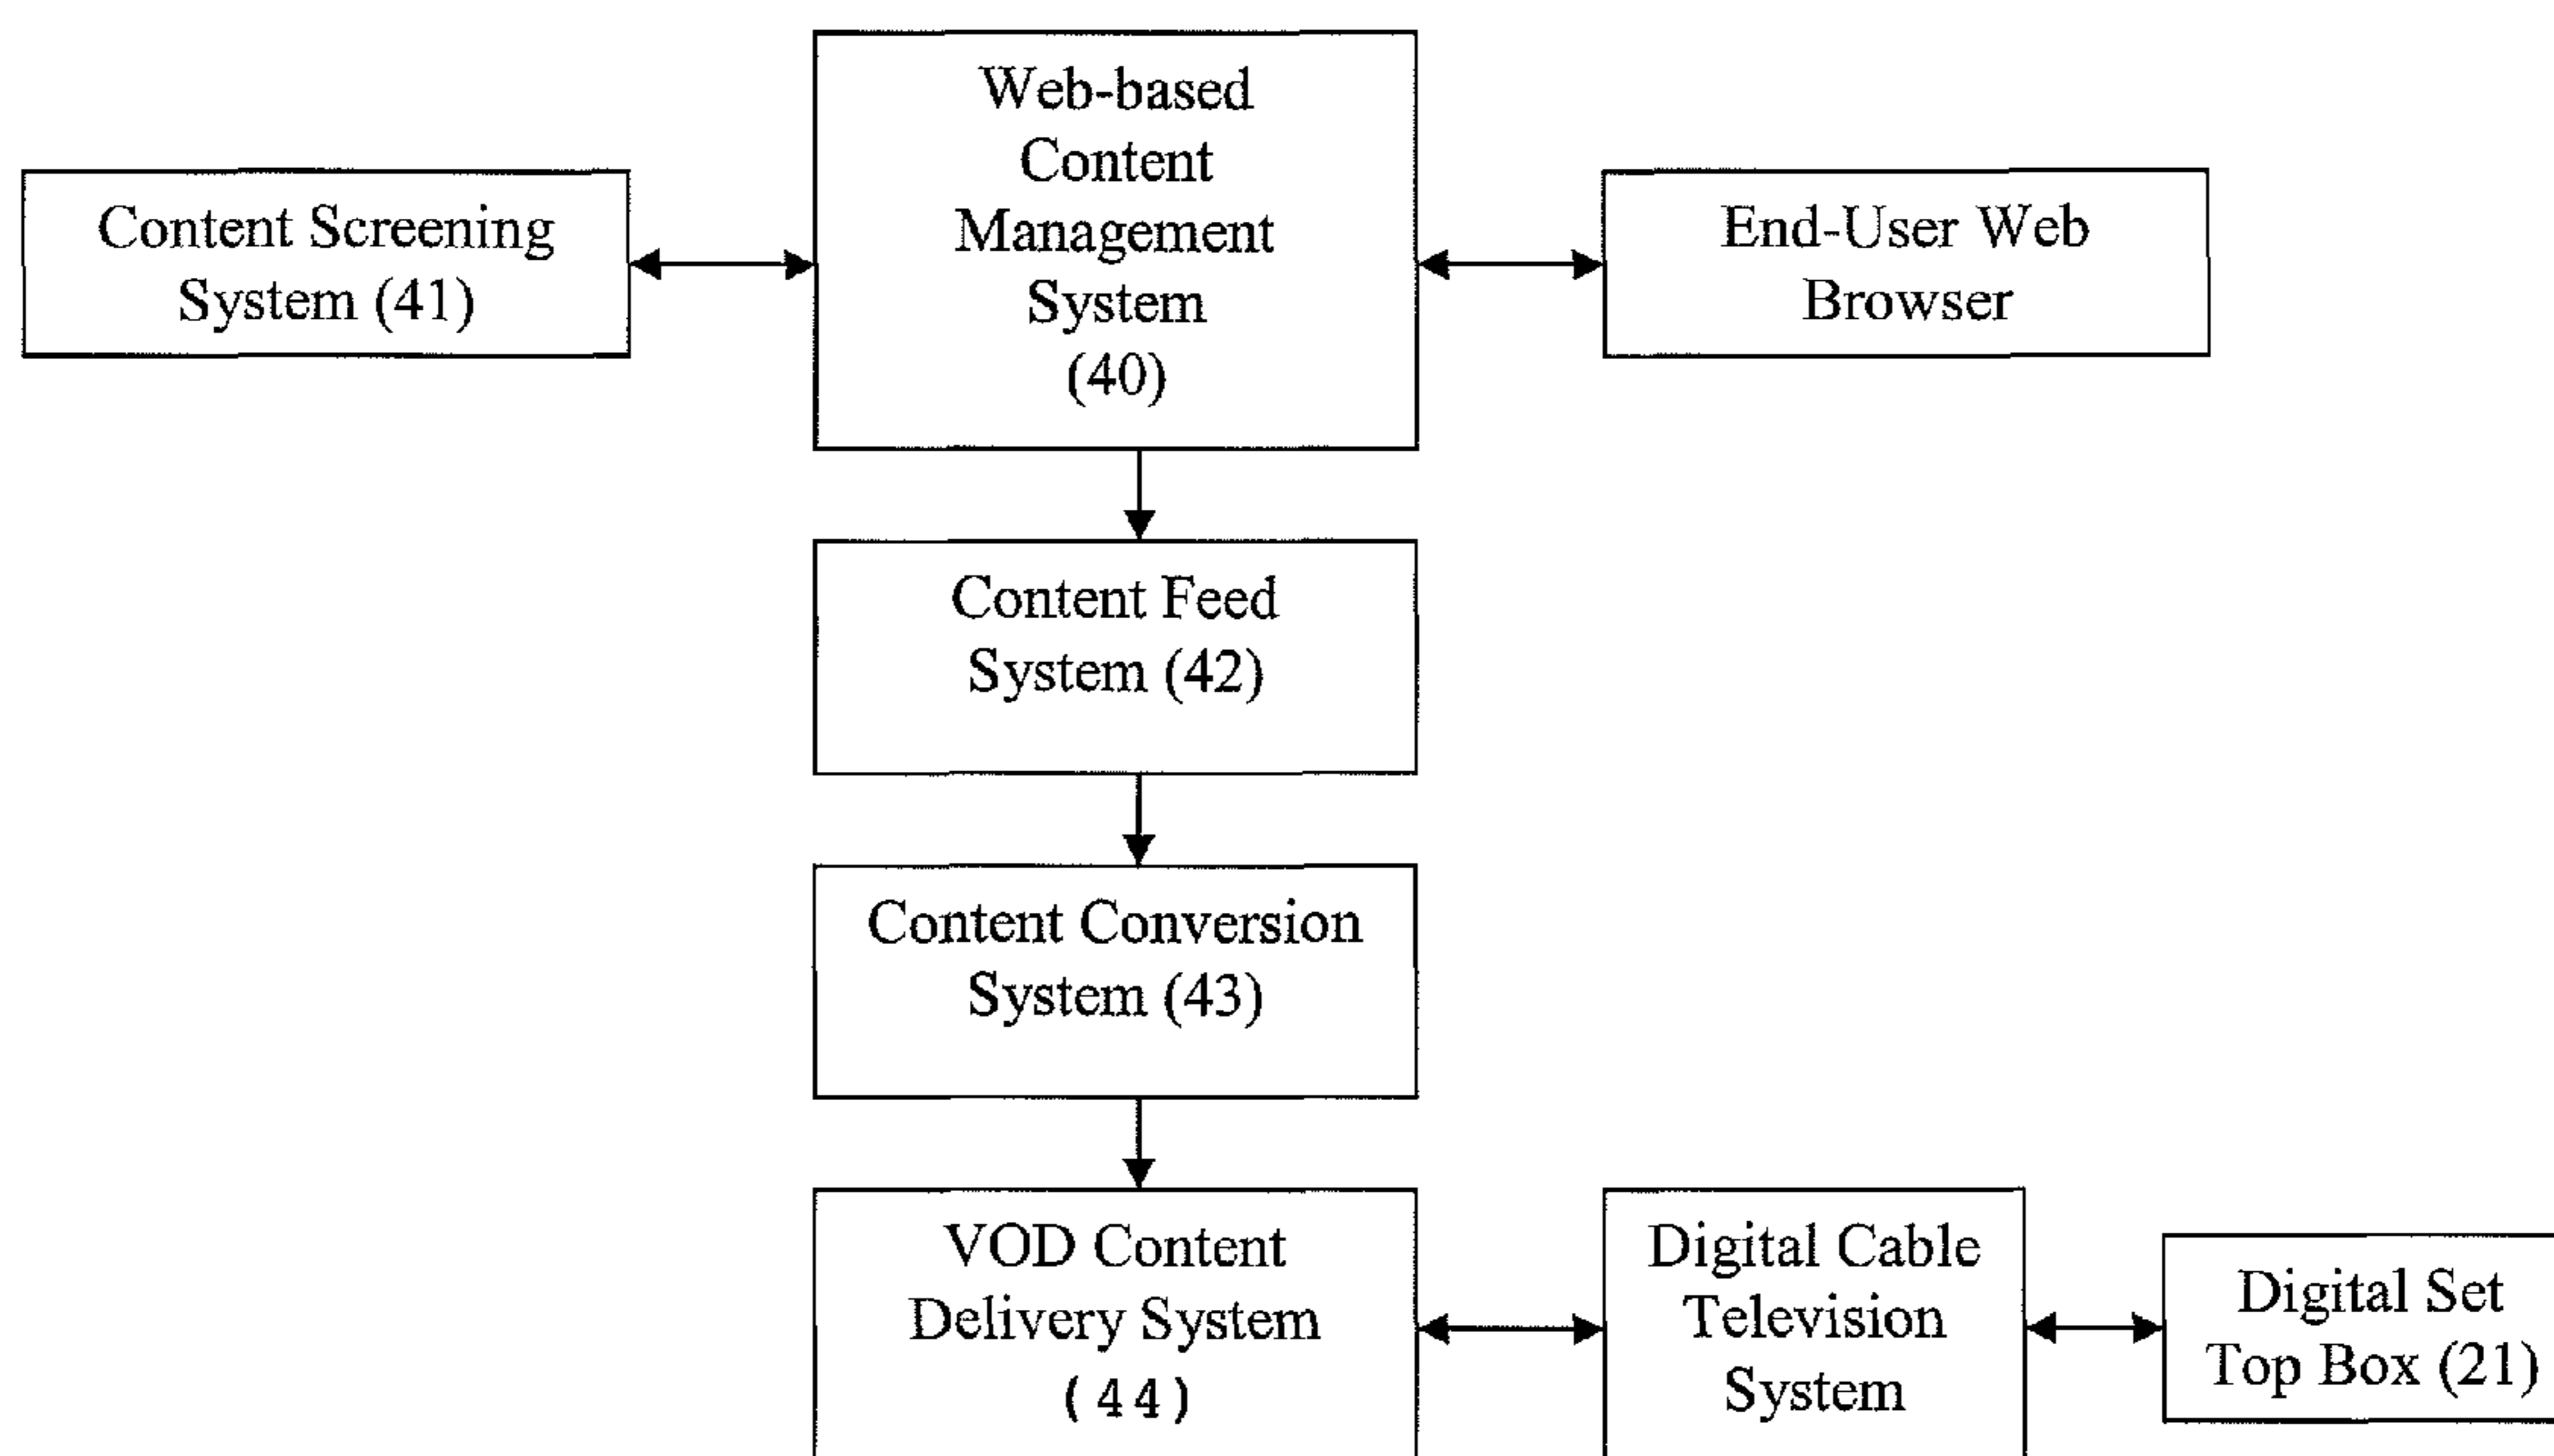 Web-based
Content
Management
System
(40)
Content Screening
System (41)
End-User Web
Browser
Content Feed
System (42)
Content Conversion
System (43)
VOD Content
Delivery System
(44)
Digital Cable
Television
System
Digital Set
Top Box (21)